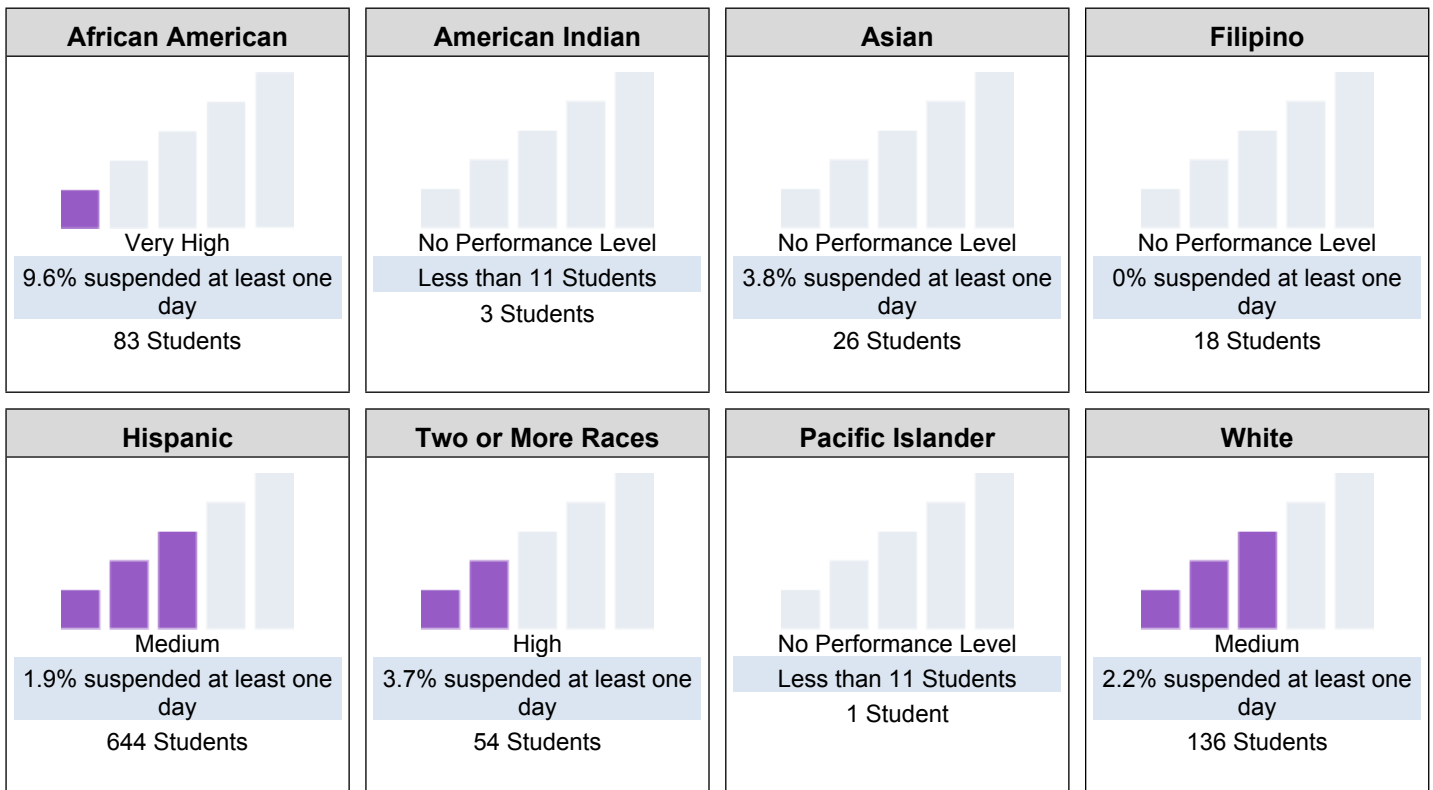 African American
Very High
9.6% suspended at least one
day
83 Students
American Indian
No Performance Level
Less than 11 Students
3 Students
Asian
No Performance Level
3.8% suspended at least one
day
26 Students
Filipino
No Performance Level
0% suspended at least one
day
18 Students
Hispanic
Medium
1.9% suspended at least one
day
644 Students
Two or More Races
High
3.7% suspended at least one
day
54 Students
Pacific Islander
No Performance Level
Less than 11 Students
1 Student
White
Medium
2.2% suspended at least one
day
136 Students